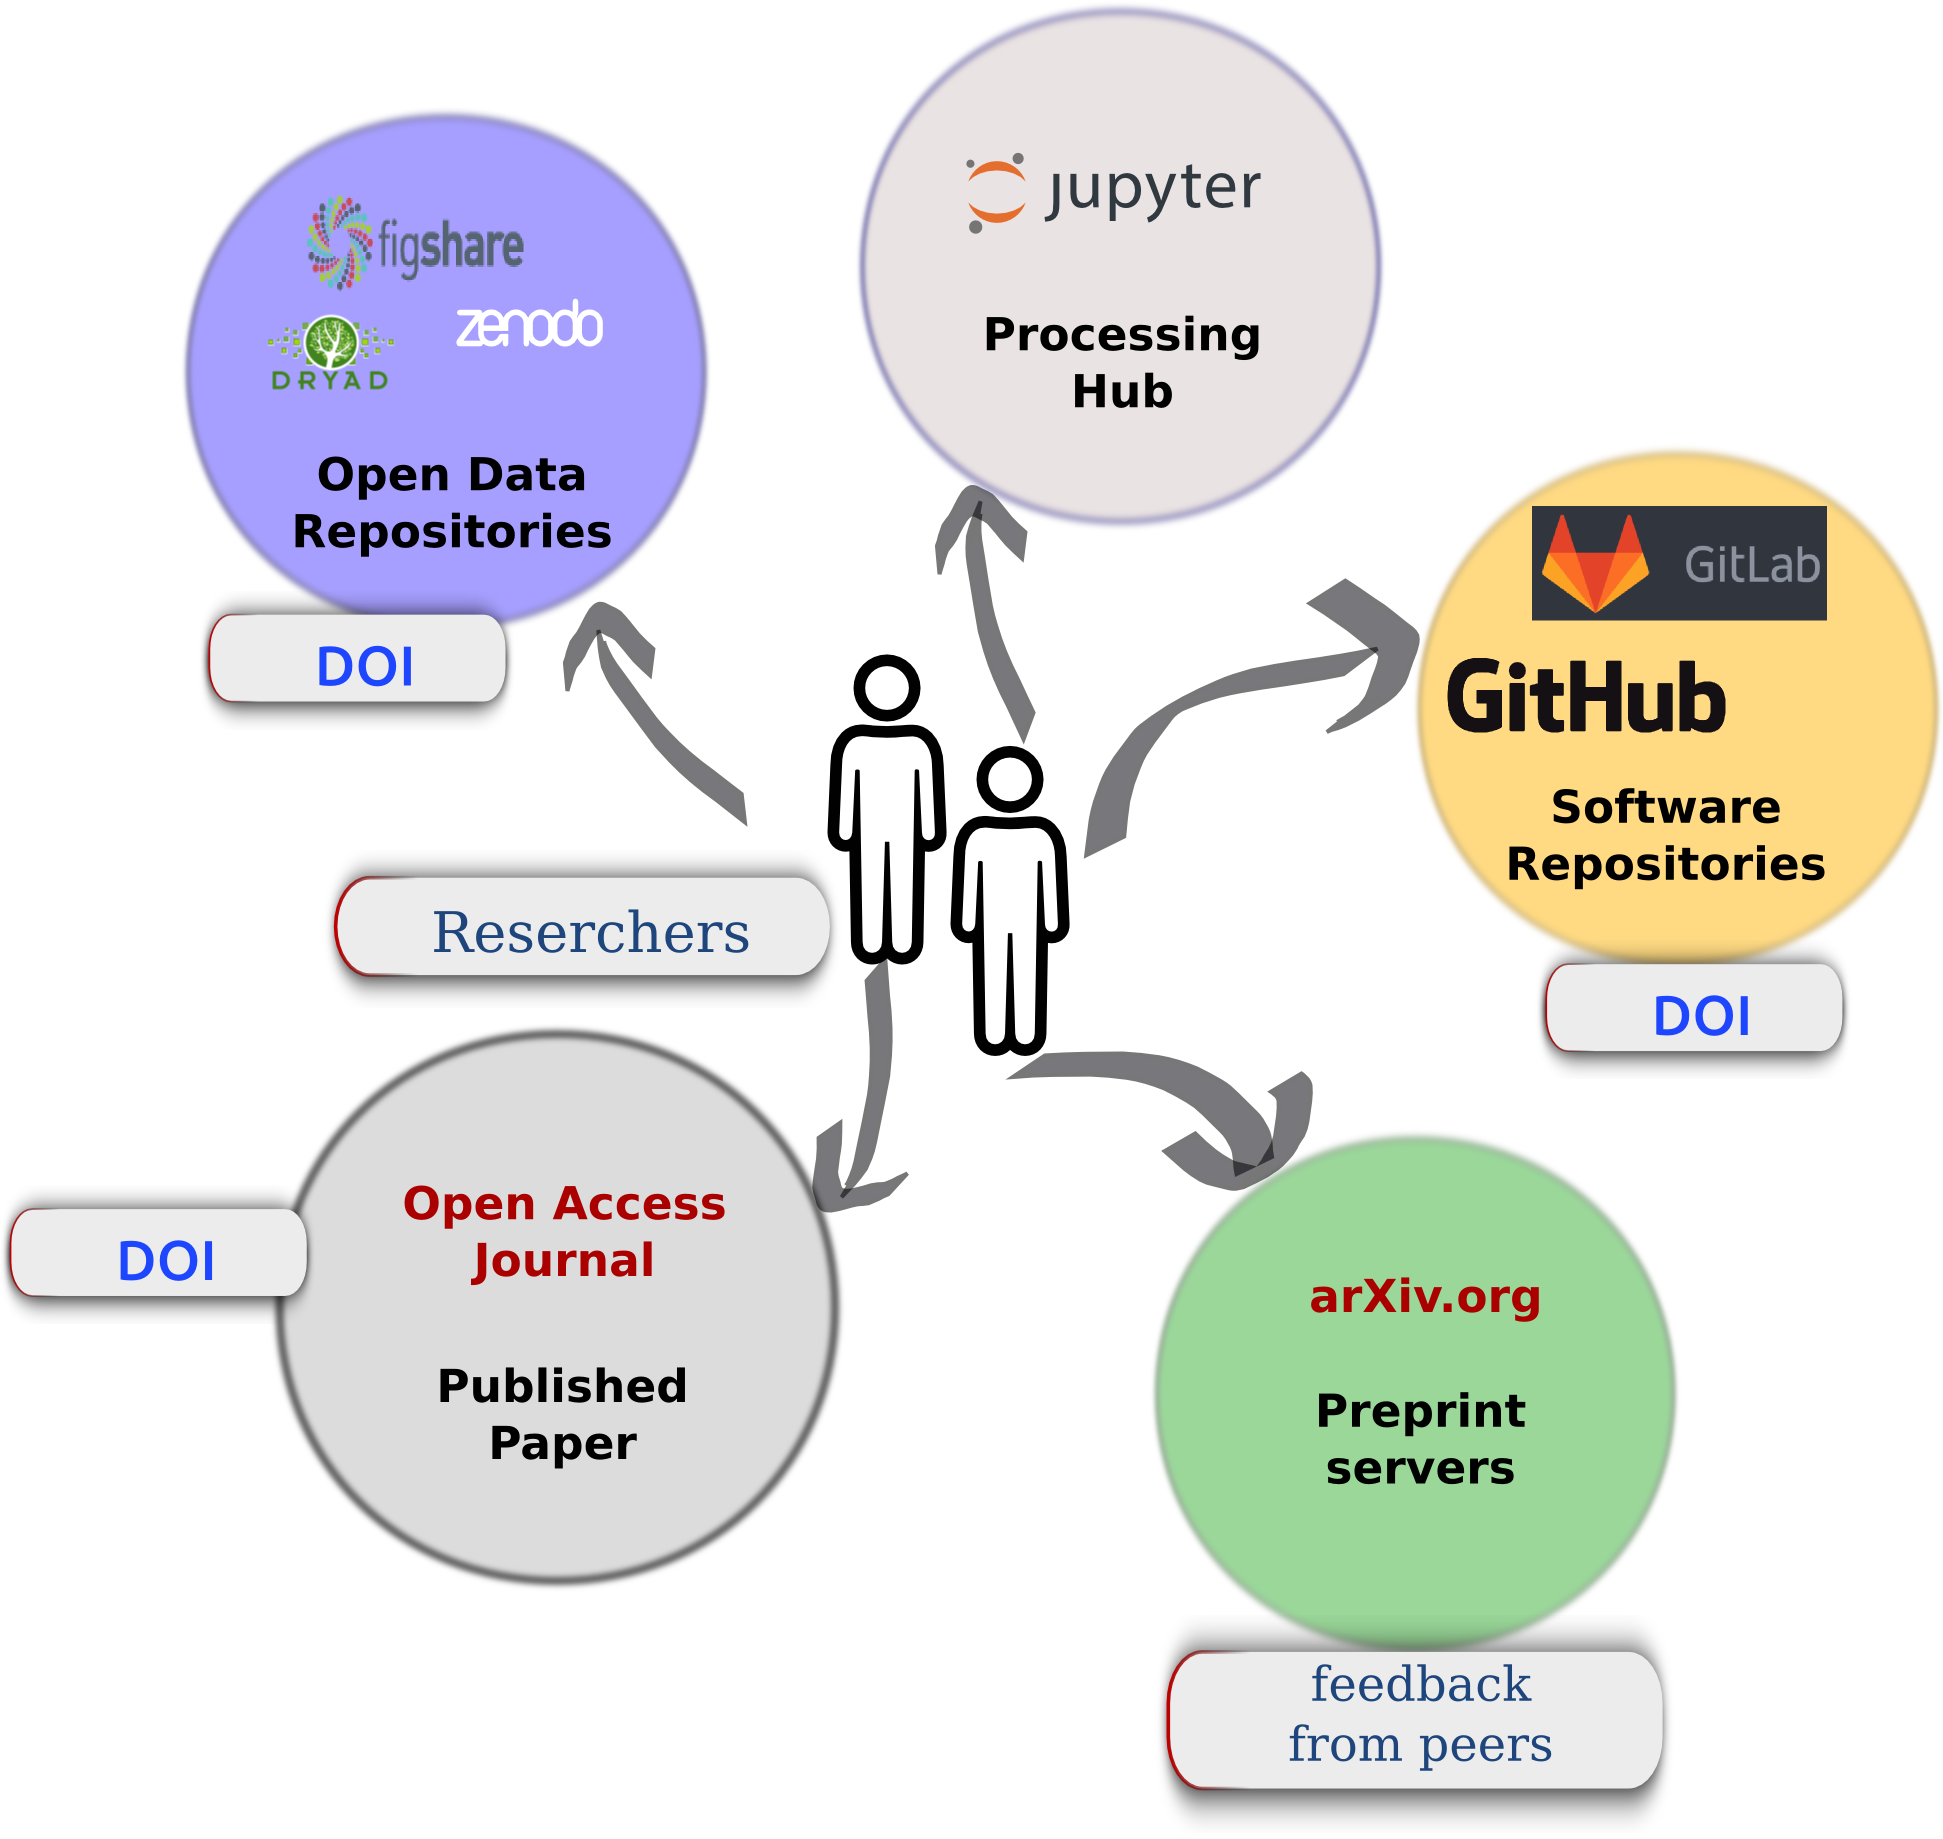 jupyter
Processing
Hub
figshare
zenodo
DRYAD
Open Data
Repositories
DOI
GitLab
GitHub
Software
Repositories
DOI
Reserchers
Open Access
Journal
Published
Paper
DOI
arXiv.org
Preprint
servers
feedback
from peers